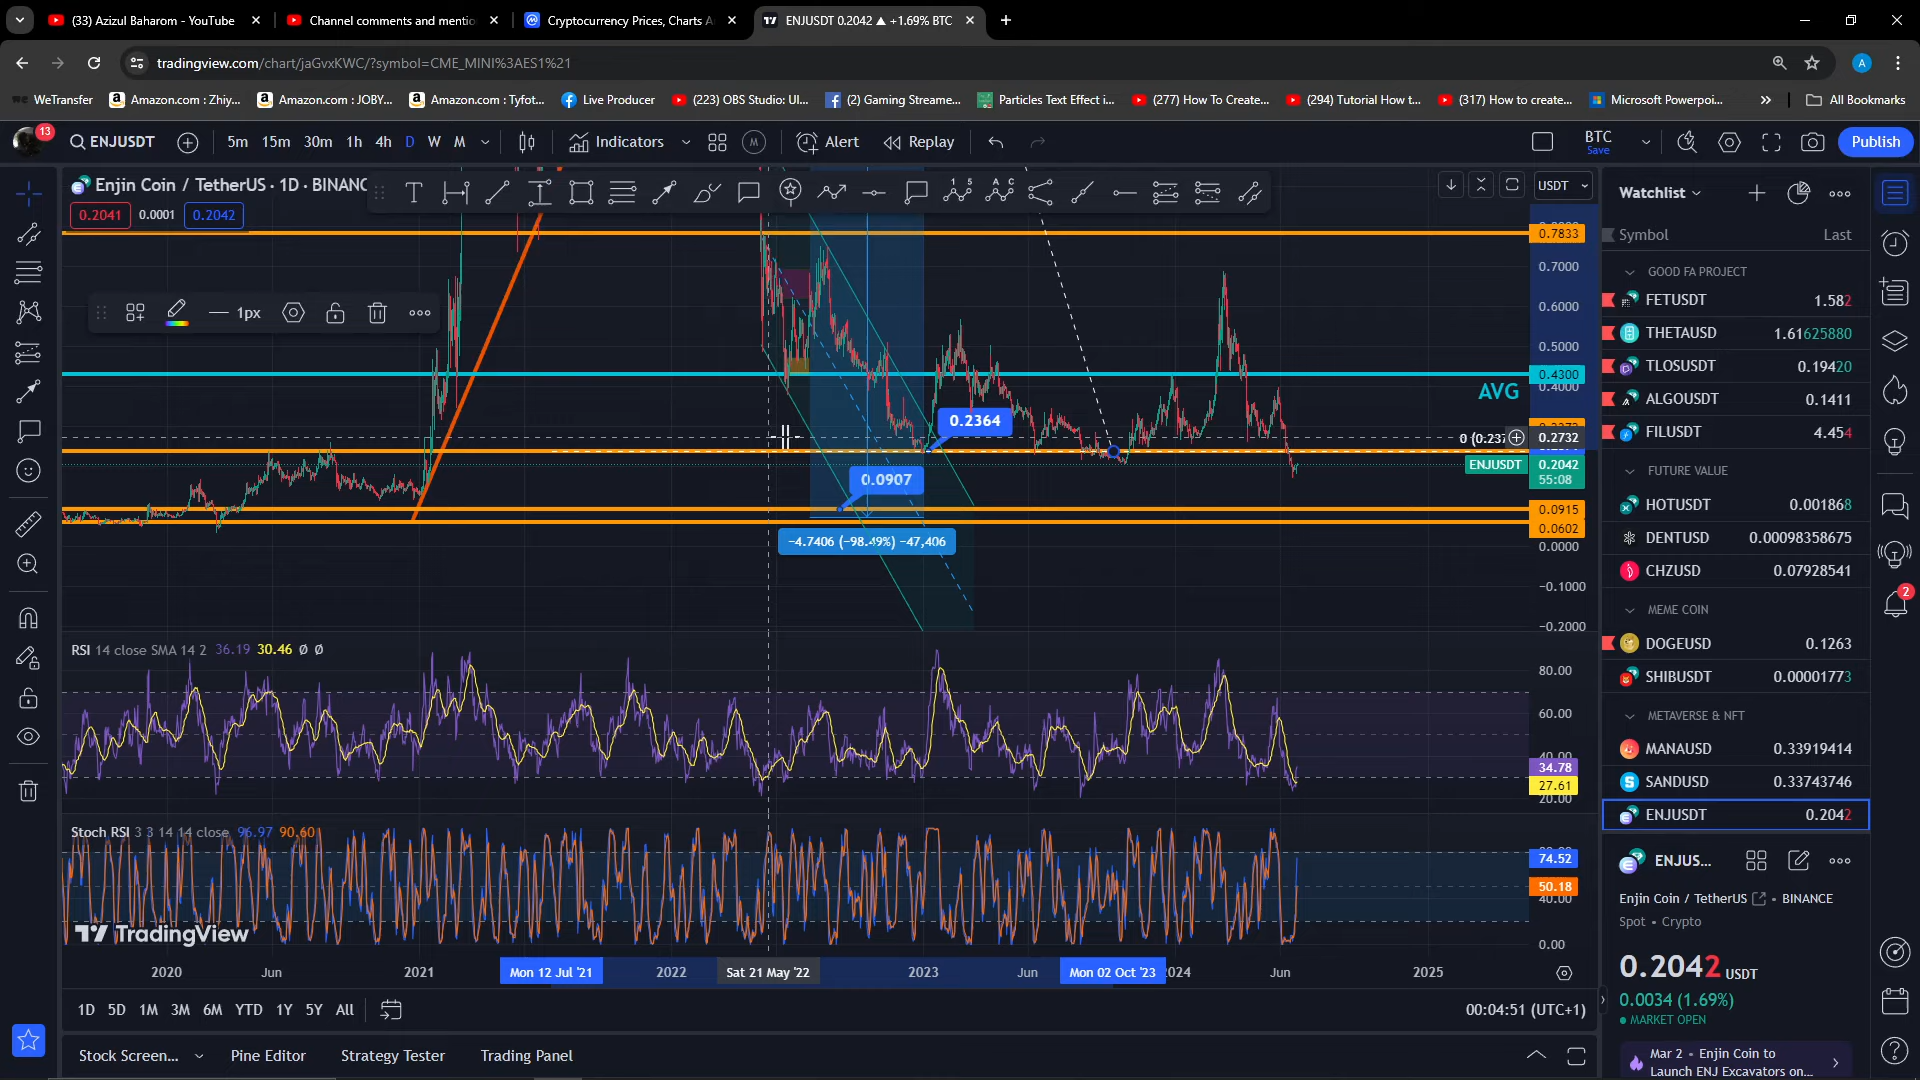 (33) Azizul Baharom - YouTube
Channel comments and mentio
Cryptocurrency Prices, Charts A
ENJUSDT 0.2042 ▲ +1.69% BTC
tradingview.com/chart/jaGvxKWC/?symbol=CME_MINI%3AES1%21
A
WeTransfer
Amazon.com : Zhiy...
Amazon.com : JOBY...
Amazon.com : Tyfot...
Live Producer
(223) OBS Studio: Ul...
(2) Gaming Streame...
Particles Text Effect i...
(277) How To Create...
(294) Tutorial How t...
(317) How to create...
Microsoft Powerpoi...
All Bookmarks
13
ENJUSDT
5m 15m 30m 1h 4h D W M
Indicators
M
Alert
Replay
BTC
Save
Publish
Enjin Coin / TetherUS · 1D · BINANC
0.2041 0.0001 0.2042
USDT
1px
0.7833
0.7000
0.6000
0.5000
0.4300
0.4000
AVG
0 (0.237
0.2732
ENJUSDT 0.2042
55:08
0.0915
0.0602
0.0000
−0.1000
−0.2000
0.2364
0.0907
−4.7406 (−98.49%) −47,406
RSI 14 close SMA 14 2 36.19 30.46 Ø Ø
80.00
60.00
40.00
34.78
27.61
20.00
Stoch RSI 3 3 14 14 close 96.97 90.60
74.52
50.18
40.00
0.00
TradingView
2020 Jun 2021 Mon 12 Jul '21 2022 Sat 21 May '22 2023 Jun Mon 02 Oct '23 2024 Jun 2025
1D 5D 1M 3M 6M YTD 1Y 5Y All
00:04:51 (UTC+1)
Stock Screen... Pine Editor Strategy Tester Trading Panel
Watchlist
Symbol Last
GOOD FA PROJECT
FETUSDT 1.582
THETAUSD 1.61625880
TLOSUSDT 0.19420
ALGOUSDT 0.1411
FILUSDT 4.454
FUTURE VALUE
HOTUSDT 0.001868
DENTUSD 0.00098358675
CHZUSD 0.07928541
MEME COIN
DOGEUSD 0.1263
SHIBUSDT 0.00001773
METAVERSE & NFT
MANAUSD 0.33919414
SANDUSD 0.33743746
ENJUSDT 0.2042
ENJUS...
Enjin Coin / TetherUS • BINANCE
Spot • Crypto
0.2042 USDT
0.0034 (1.69%)
MARKET OPEN
Mar 2 • Enjin Coin to
Launch ENJ Excavators on...
2